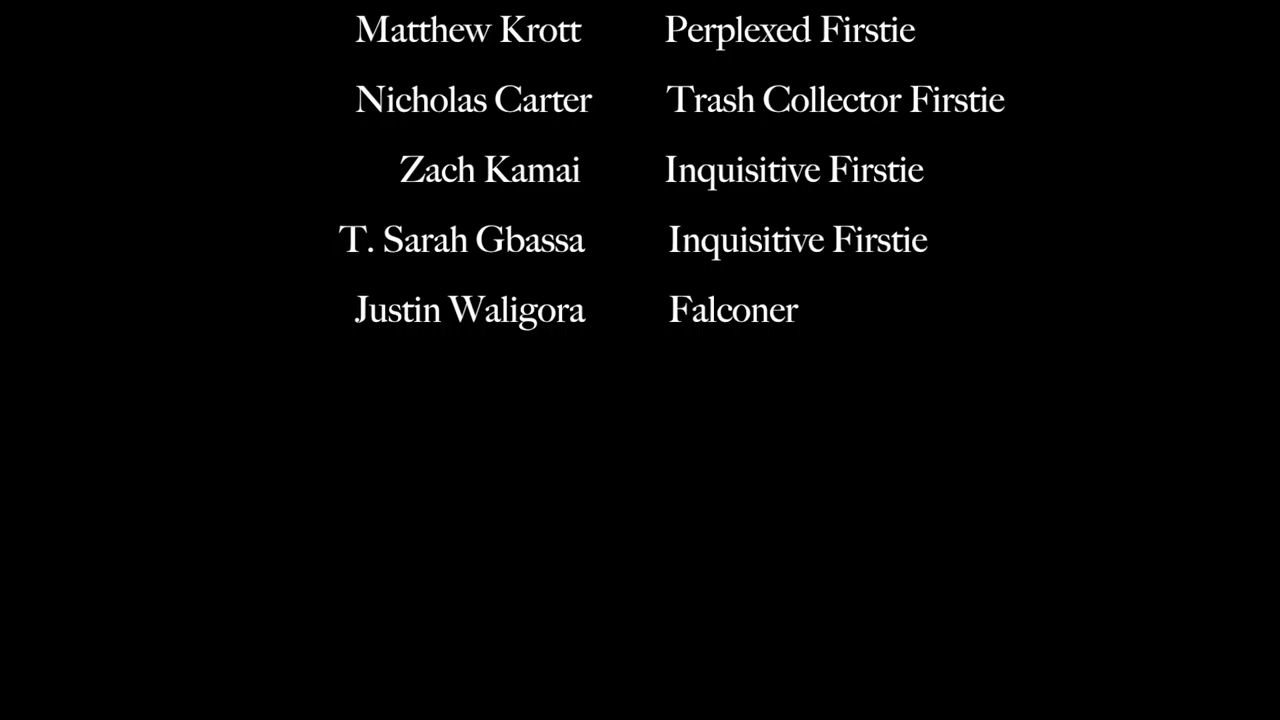 Matthew Krott Perplexed Firstie
Nicholas Carter Trash Collector Firstie
Zach Kamai Inquisitive Firstie
T. Sarah Gbassa Inquisitive Firstie
Justin Waligora Falconer